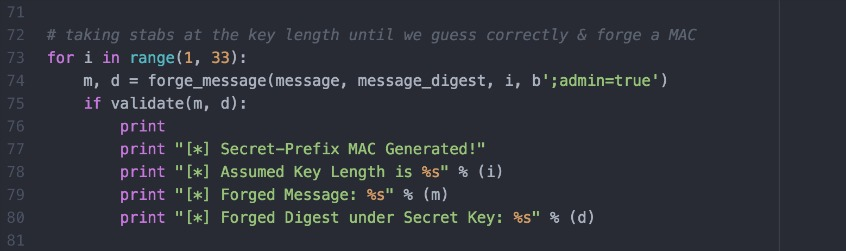 71
72 # taking stabs at the key length until we guess correctly & forge a MAC
73 for i in range(1, 33):
74     m, d = forge_message(message, message_digest, i, b';admin=true')
75     if validate(m, d):
76         print
77         print "[*] Secret-Prefix MAC Generated!"
78         print "[*] Assumed Key Length is %s" % (i)
79         print "[*] Forged Message: %s" % (m)
80         print "[*] Forged Digest under Secret Key: %s" % (d)
81